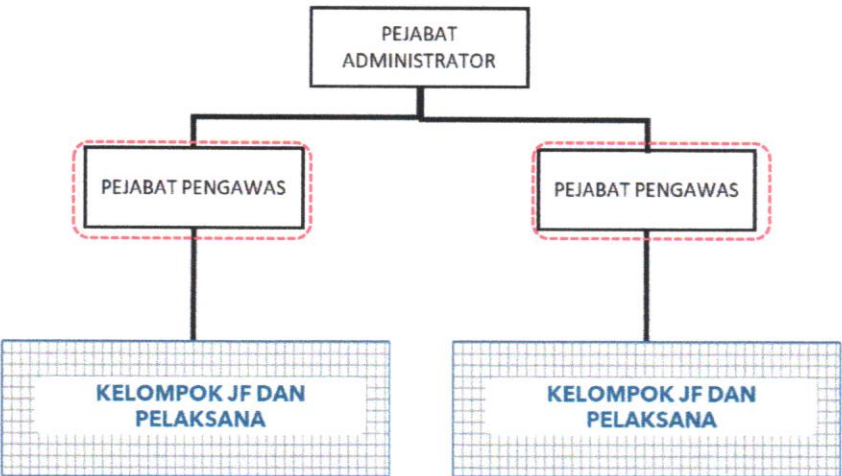 PEJABAT
ADMINISTRATOR
PEJABAT PENGAWAS
PEJABAT PENGAWAS
KELOMPOK JF DAN
PELAKSANA
KELOMPOK JF DAN
PELAKSANA